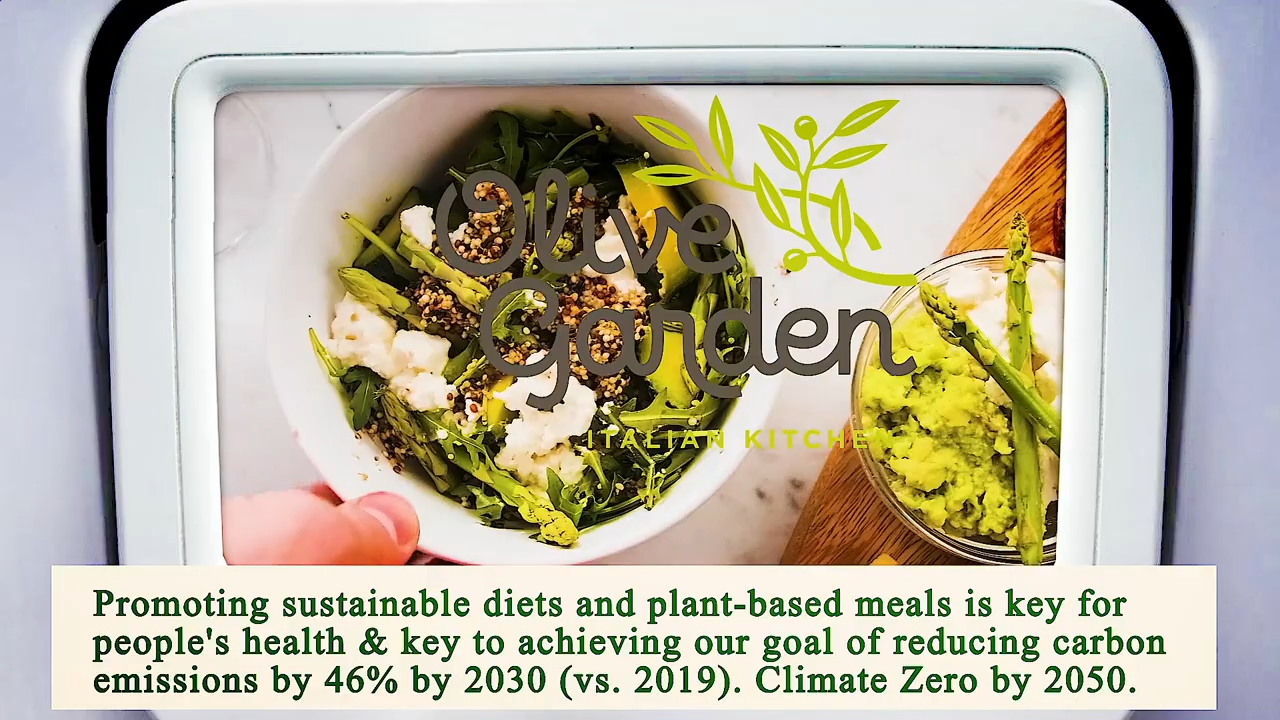 Olive
Garden
ITALIAN KITCHEN
Promoting sustainable diets and plant-based meals is key for
people's health & key to achieving our goal of reducing carbon
emissions by 46% by 2030 (vs. 2019). Climate Zero by 2050.